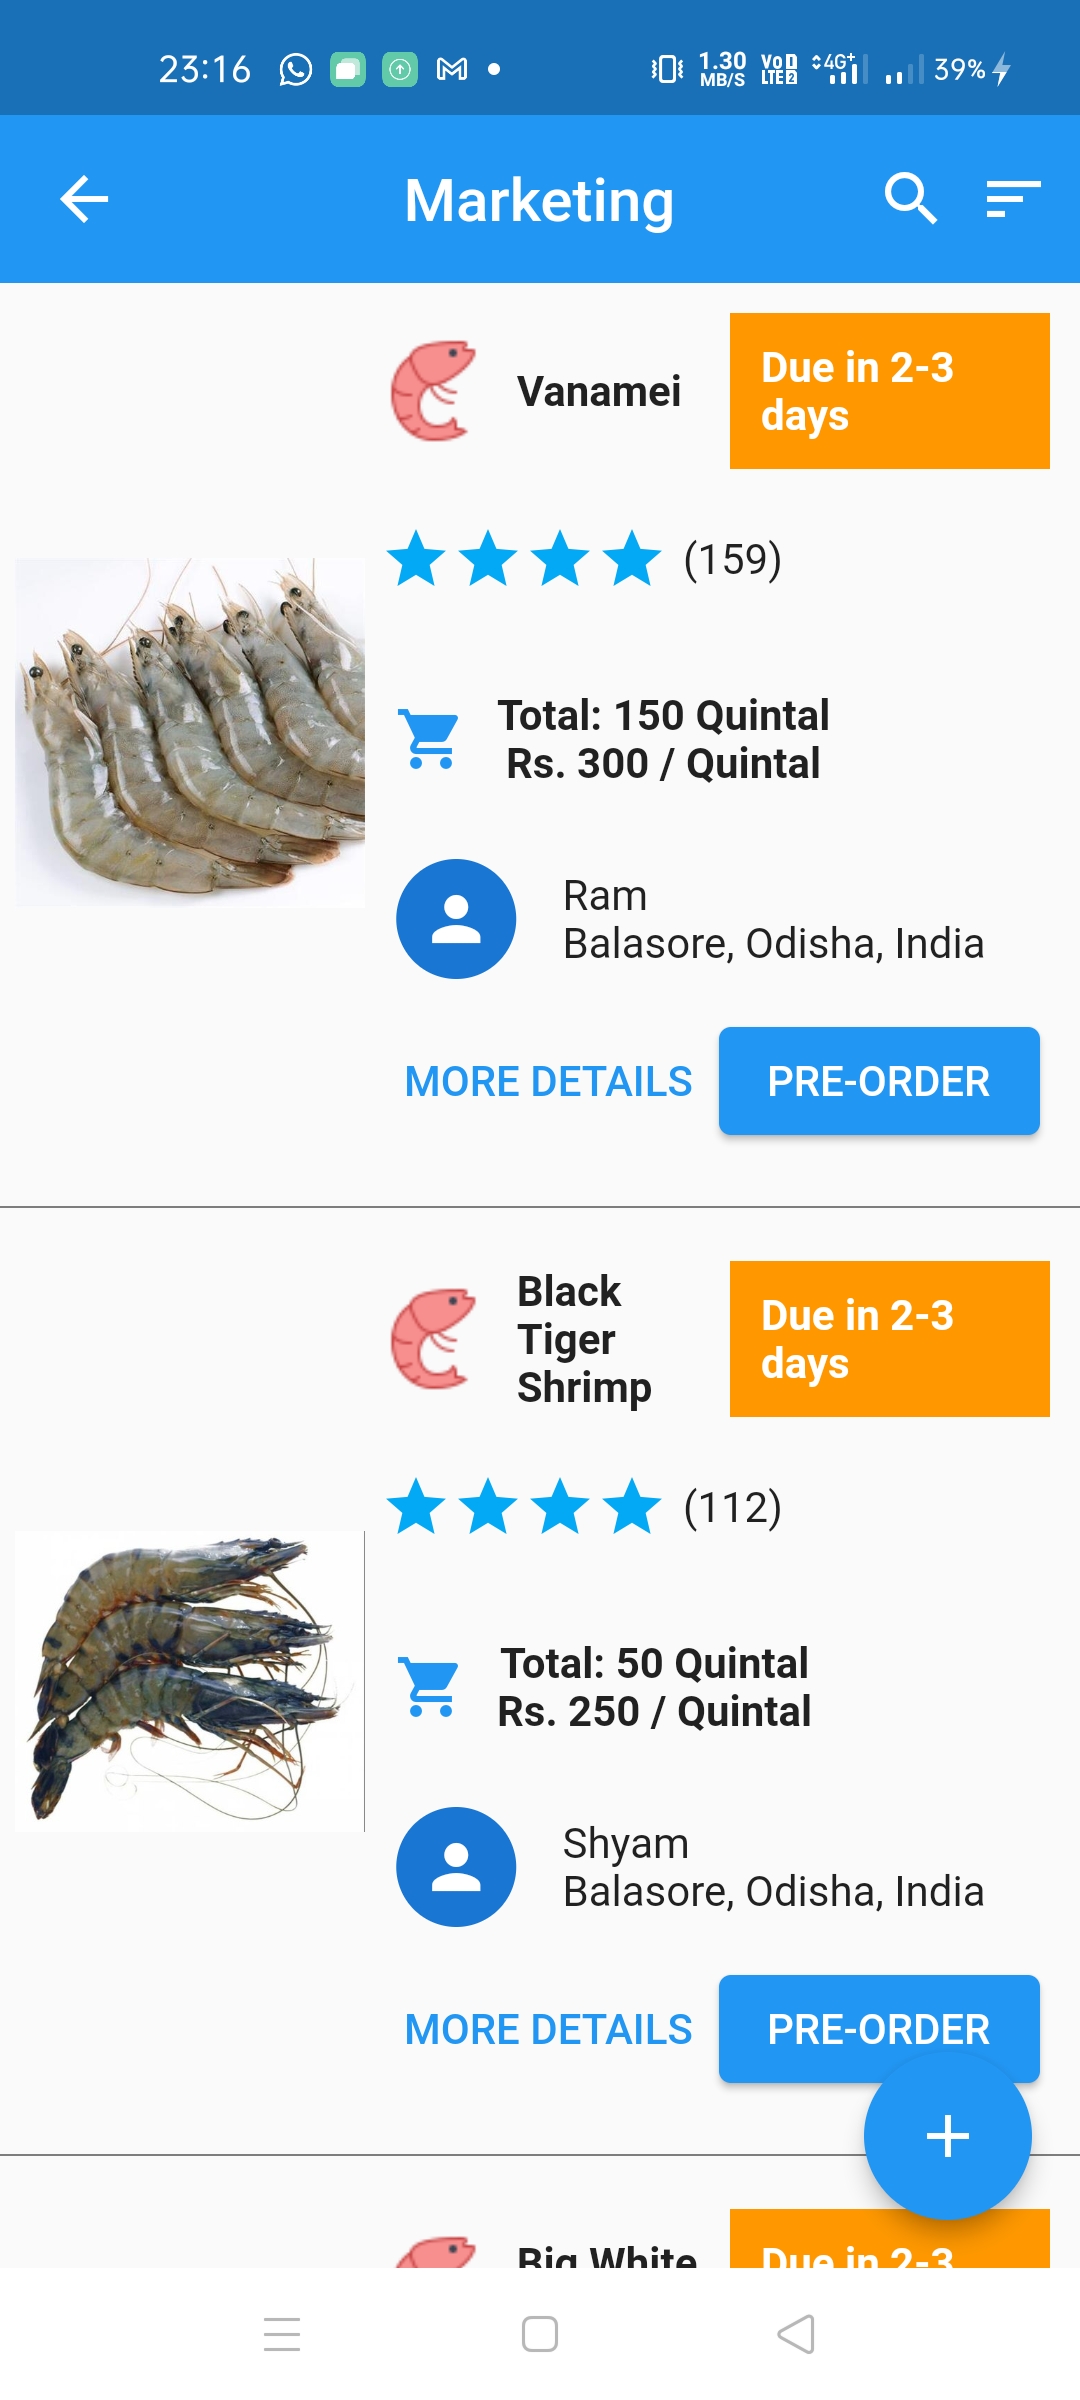 23:16
1.30
MB/S
Vo 1
LTE 2
4G+
39%
Marketing
Vanamei
Due in 2-3
days
(159)
Total: 150 Quintal
Rs. 300 / Quintal
Ram
Balasore, Odisha, India
MORE DETAILS
PRE-ORDER
Black
Tiger
Shrimp
Due in 2-3
days
(112)
Total: 50 Quintal
Rs. 250 / Quintal
Shyam
Balasore, Odisha, India
MORE DETAILS
PRE-ORDER
Big White
Due in 2-3